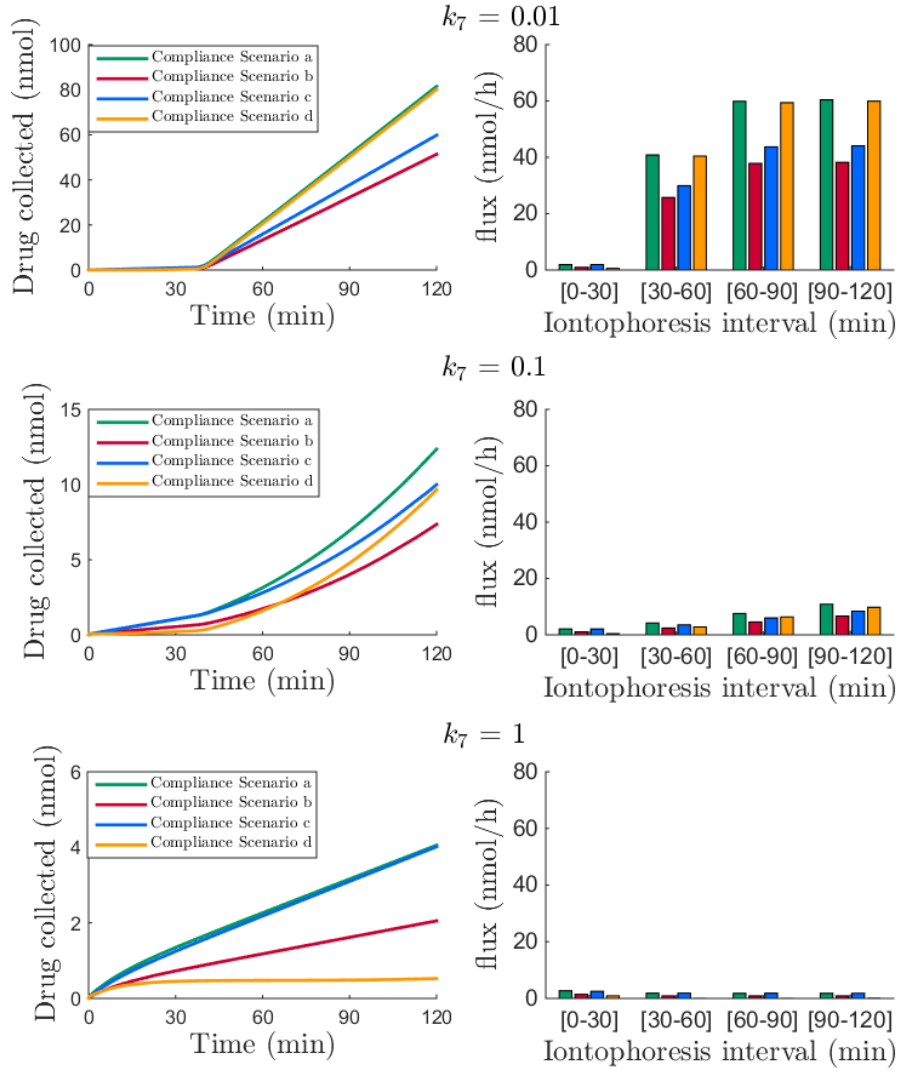 k₇ = 0.01
Drug collected (nmol)
100
80
60
40
20
0
Compliance Scenario a
Compliance Scenario b
Compliance Scenario c
Compliance Scenario d
0 30 60 90 120
Time (min)
flux (nmol/h)
80
60
40
20
0
[0-30] [30-60] [60-90] [90-120]
Iontophoresis interval (min)
k₇ = 0.1
Drug collected (nmol)
15
10
5
0
Compliance Scenario a
Compliance Scenario b
Compliance Scenario c
Compliance Scenario d
0 30 60 90 120
Time (min)
flux (nmol/h)
80
60
40
20
0
[0-30] [30-60] [60-90] [90-120]
Iontophoresis interval (min)
k₇ = 1
Drug collected (nmol)
6
4
2
0
Compliance Scenario a
Compliance Scenario b
Compliance Scenario c
Compliance Scenario d
0 30 60 90 120
Time (min)
flux (nmol/h)
80
60
40
20
0
[0-30] [30-60] [60-90] [90-120]
Iontophoresis interval (min)